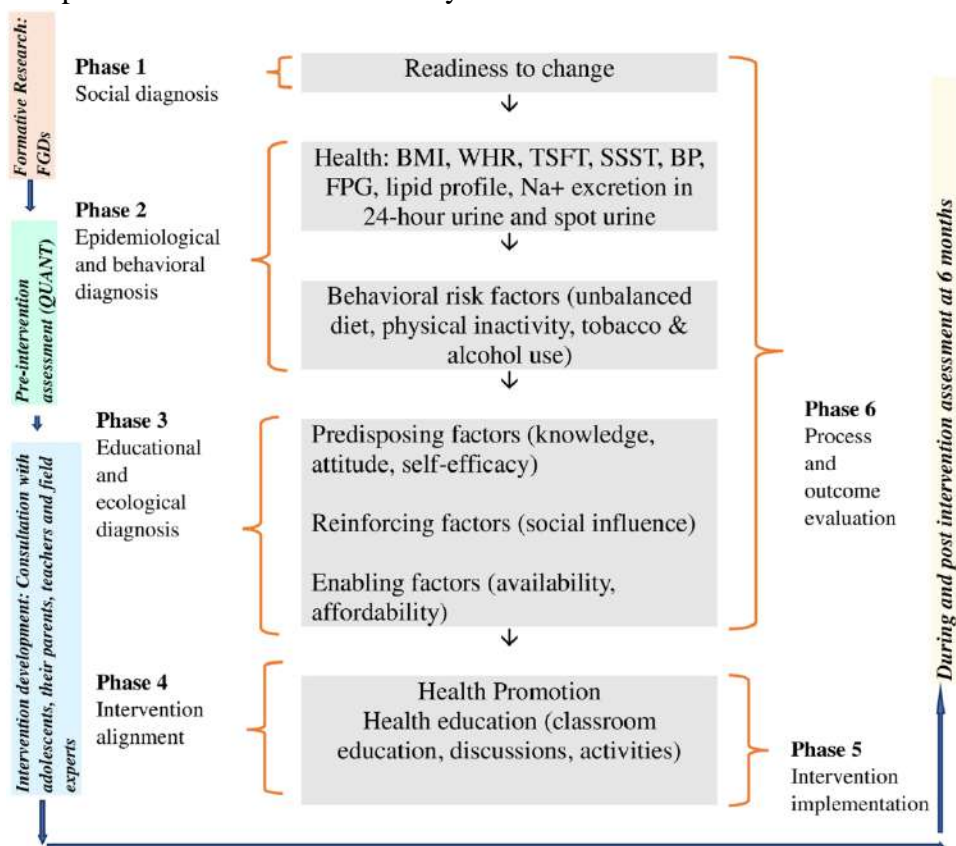 Formative Research:
FGDs
Pre-intervention
assessment (QUANT)
Intervention development: Consultation with
adolescents, their parents, teachers and field
experts
Phase 1
Social diagnosis
Readiness to change
Phase 2
Epidemiological
and behavioral
diagnosis
Health: BMI, WHR, TSFT, SSST, BP,
FPG, lipid profile, Na+ excretion in
24-hour urine and spot urine
Behavioral risk factors (unbalanced
diet, physical inactivity, tobacco &
alcohol use)
Phase 3
Educational
and
ecological
diagnosis
Predisposing factors (knowledge,
attitude, self-efficacy)
Reinforcing factors (social influence)
Enabling factors (availability,
affordability)
Phase 4
Intervention
alignment
Health Promotion
Health education (classroom
education, discussions, activities)
Phase 5
Intervention
implementation
Phase 6
Process
and
outcome
evaluation
During and post intervention assessment at 6 months